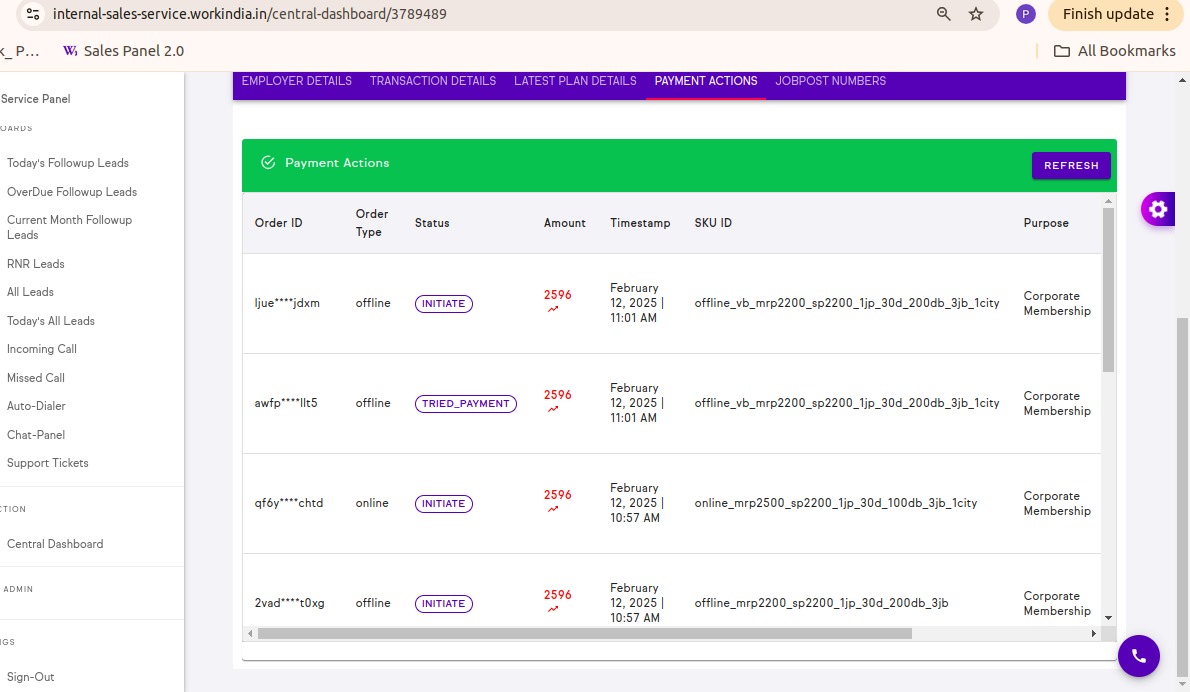 internal-sales-service.workindia.in/central-dashboard/3789489
P
Finish update
k_ P...
Sales Panel 2.0
All Bookmarks
Service Panel
OARDS
Today's Followup Leads
OverDue Followup Leads
Current Month Followup
Leads
RNR Leads
All Leads
Today's All Leads
Incoming Call
Missed Call
Auto-Dialer
Chat-Panel
Support Tickets
CTION
Central Dashboard
ADMIN
GS
Sign-Out
EMPLOYER DETAILS TRANSACTION DETAILS LATEST PLAN DETAILS PAYMENT ACTIONS JOBPOST NUMBERS
Payment Actions
REFRESH
Order ID Order Type Status Amount Timestamp SKU ID Purpose
ljue****jdxm offline INITIATE 2596 February 12, 2025 | 11:01 AM offline_vb_mrp2200_sp2200_1jp_30d_200db_3jb_1city Corporate Membership
awfp****llt5 offline TRIED_PAYMENT 2596 February 12, 2025 | 11:01 AM offline_vb_mrp2200_sp2200_1jp_30d_200db_3jb_1city Corporate Membership
qf6y****chtd online INITIATE 2596 February 12, 2025 | 10:57 AM online_mrp2500_sp2200_1jp_30d_100db_3jb_1city Corporate Membership
2vad****t0xg offline INITIATE 2596 February 12, 2025 | 10:57 AM offline_mrp2200_sp2200_1jp_30d_200db_3jb Corporate Membership